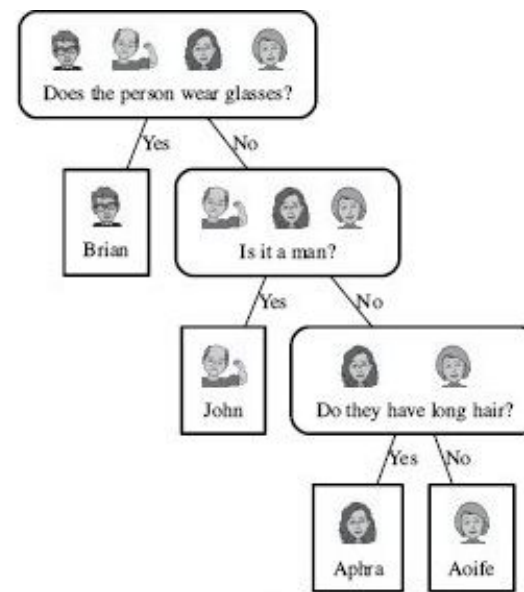 Does the person wear glasses?
Yes No
Brian
Is it a man?
Yes No
John
Do they have long hair?
Yes No
Aphra Aoife